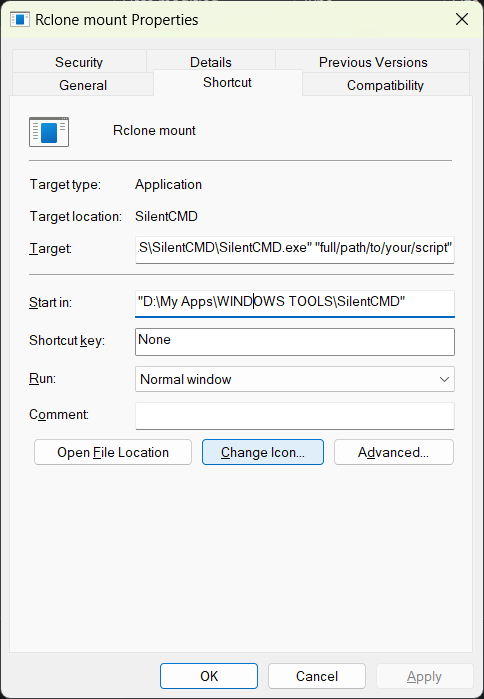 Rclone mount Properties
Security Details Previous Versions
General Shortcut Compatibility
Rclone mount
Target type: Application
Target location: SilentCMD
Target: S\SilentCMD\SilentCMD.exe" "full/path/to/your/script"
Start in: "D:\My Apps\WINDOWS TOOLS\SilentCMD"
Shortcut key: None
Run: Normal window
Comment:
Open File Location Change Icon... Advanced...
OK Cancel Apply